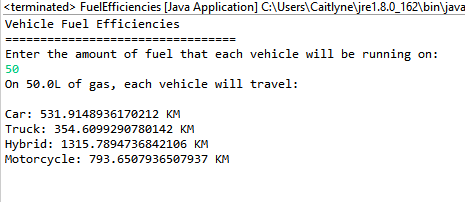 <terminated> FuelEfficiencies [Java Application] C:\Users\Caitlyne\jre1.8.0_162\bin\java
Vehicle Fuel Efficiencies
================================
Enter the amount of fuel that each vehicle will be running on:
50
On 50.0L of gas, each vehicle will travel:
Car: 531.9148936170212 KM
Truck: 354.6099290780142 KM
Hybrid: 1315.7894736842106 KM
Motorcycle: 793.6507936507937 KM